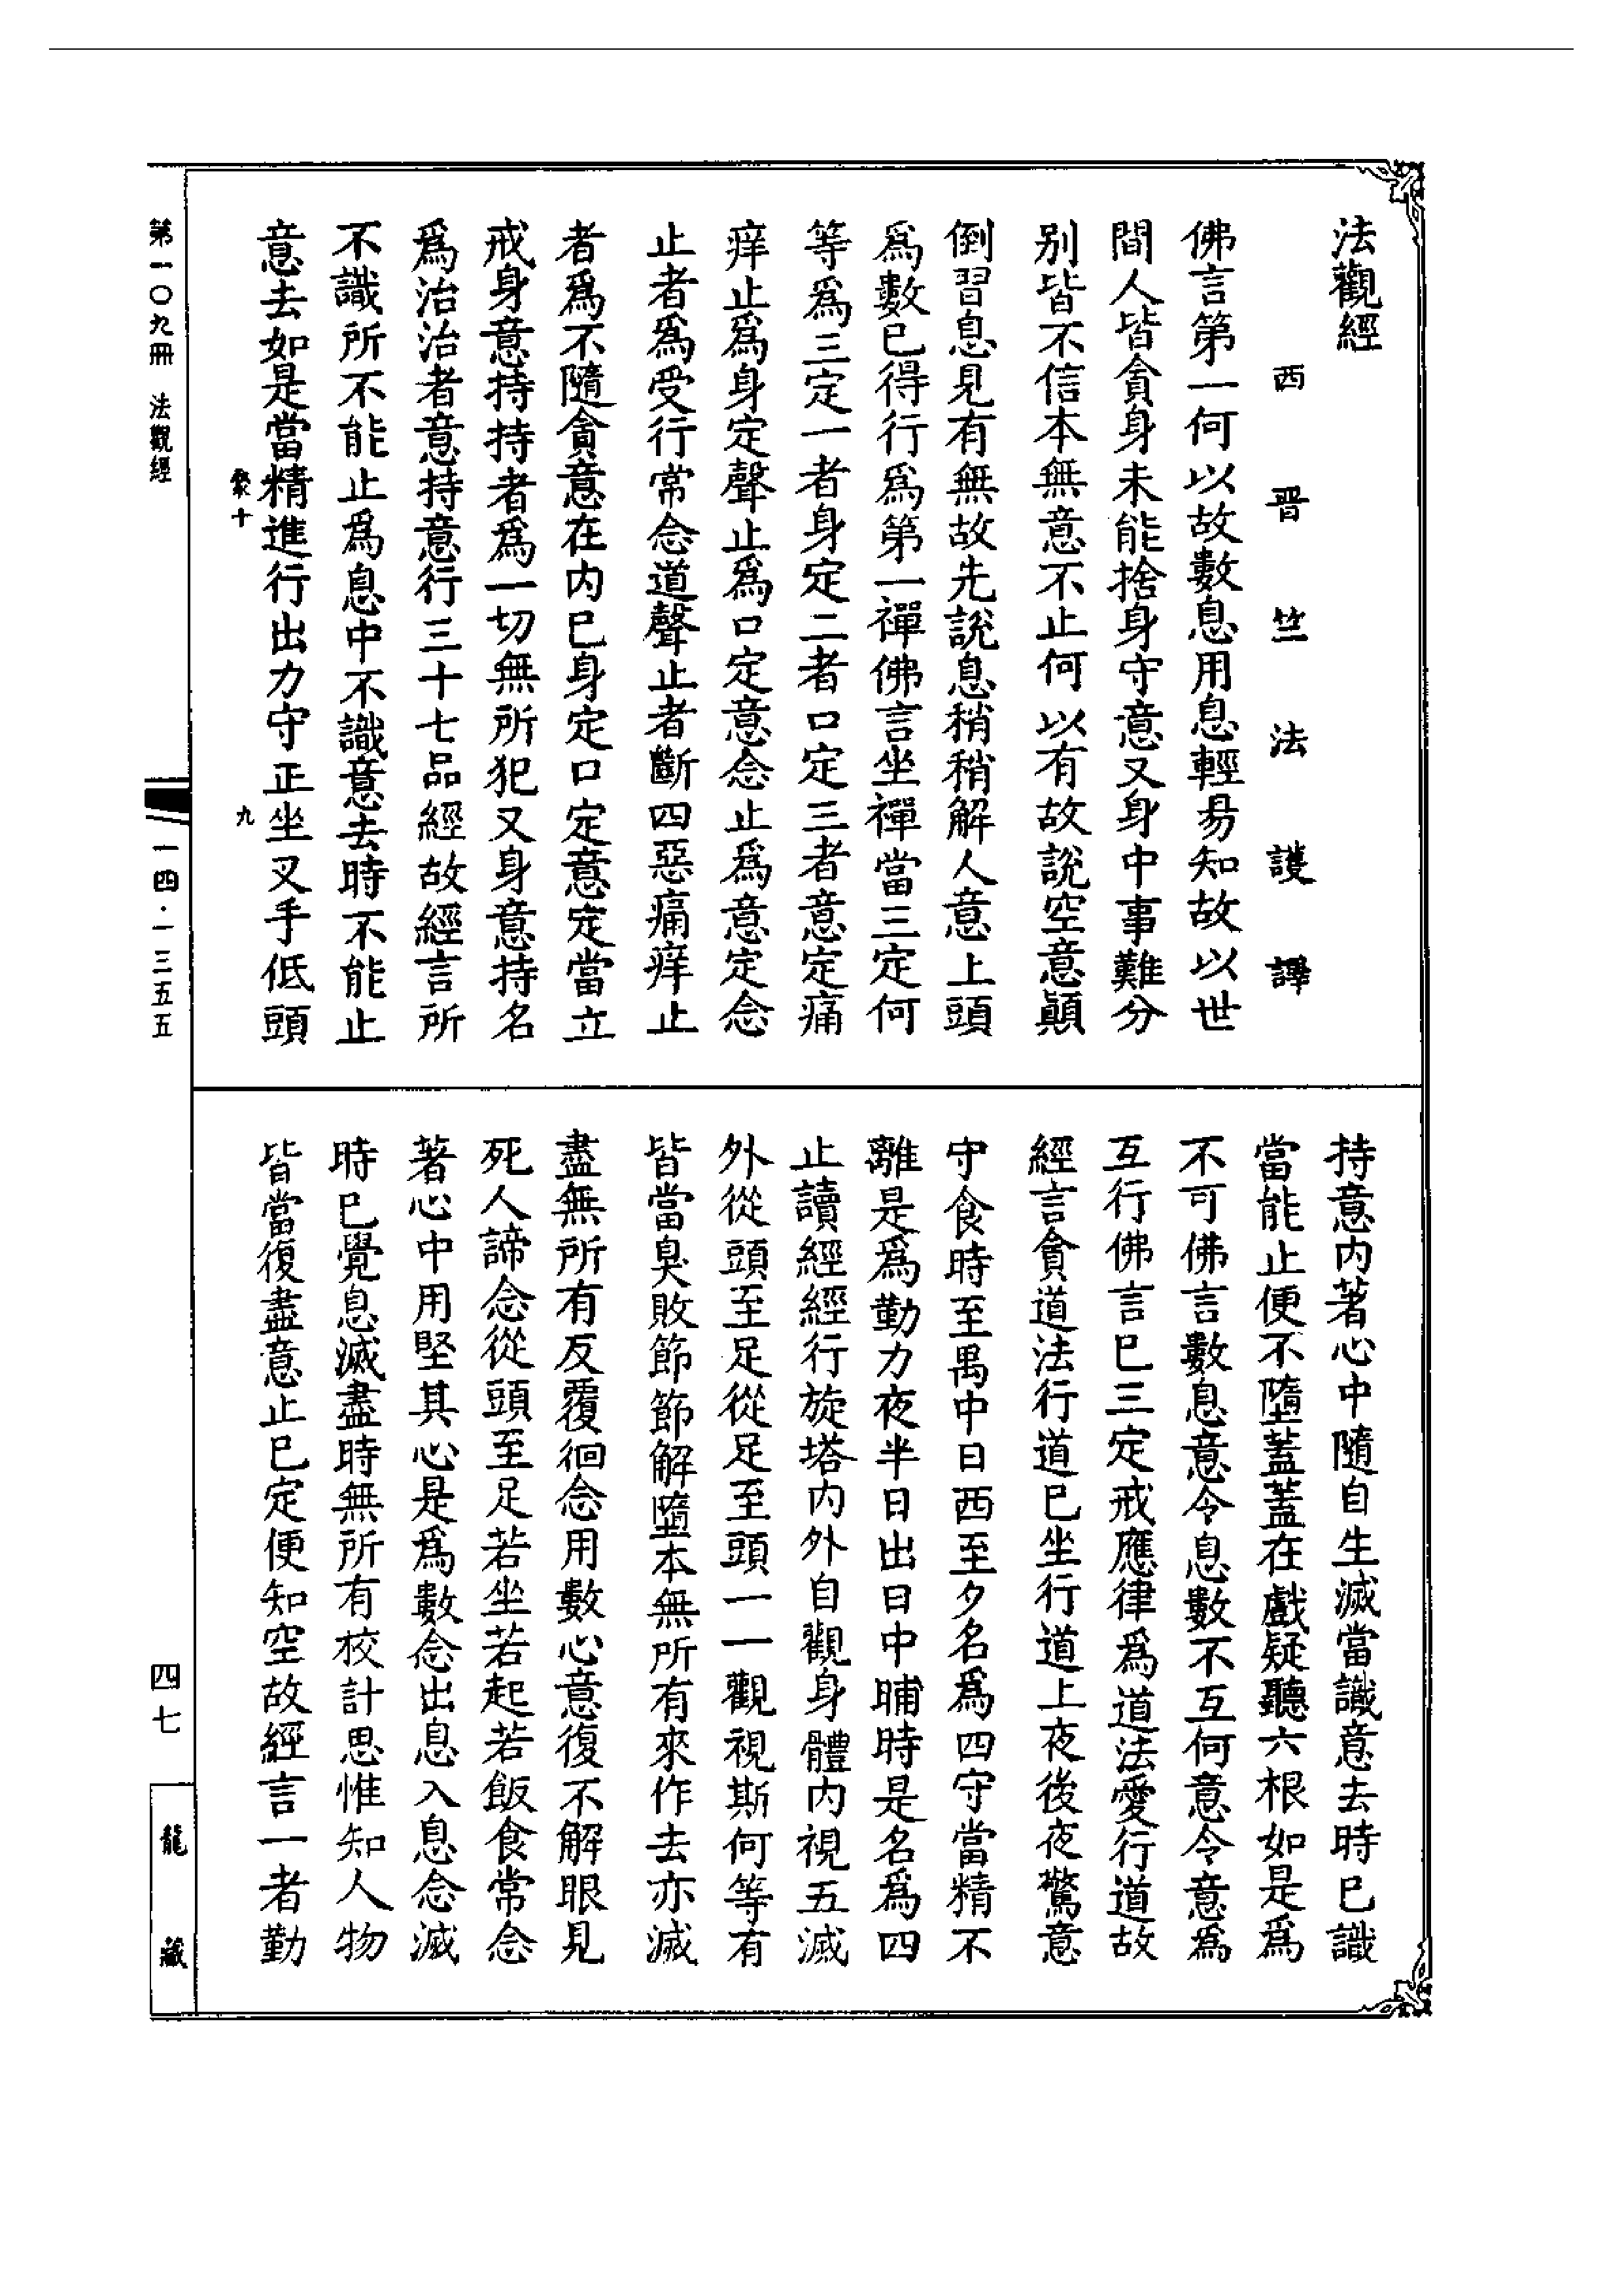 法觀經
西晉竺法護譯
佛言第一何以故數息用息輕易知故以世
間人皆貪身未能捨身守意又身中事難分
别皆不信本無意不止何以有故說空意顛
倒習息見有無故先說息稍稍解人意上頭
爲數已得行爲第一禪佛言坐禪當三定何
等爲三定一者身定二者口定三者意定痛
痒止爲身定聲止爲口定意念止爲意定念
止者爲受行常念道聲止者斷四惡痛痒止
者爲不隨貪意在内已身定口定意定當立
戒身意持持者爲一切無所犯又身意持名
爲治治者意持意行三十七品經故經言所
不識所不能止爲息中不識意去時不能止
意去如是當精進行出力守正坐叉手低頭
持意内著心中隨自生滅當識意去時已識
當能止便不墮蓋蓋在戲疑聽六根如是爲
不可佛言數息意令息數不互何意令意爲
互行佛言已三定戒應律爲道法愛行道故
經言貪道法行道已坐行道上夜後夜驚意
守食時至禺中日西至夕名爲四守當精不
離是爲勤力夜半日出日中晡時是名爲四
止讀經經行旋塔内外自觀身體内視五滅
外從頭至足從足至頭一一觀視斯何等有
皆當臭敗節節解墮本無所有來作去亦滅
盡無所有反覆徊念用數心意復不解眼見
死人諦念從頭至足若坐若起若飯食常念
著心中用堅其心是爲數念出息入息念滅
時已覺息滅盡時無所有校計思惟知人物
皆當復盡意止已定便知空故經言一者勤
第一〇九冊 法觀經
一四·一三五五
四七
龍藏
九